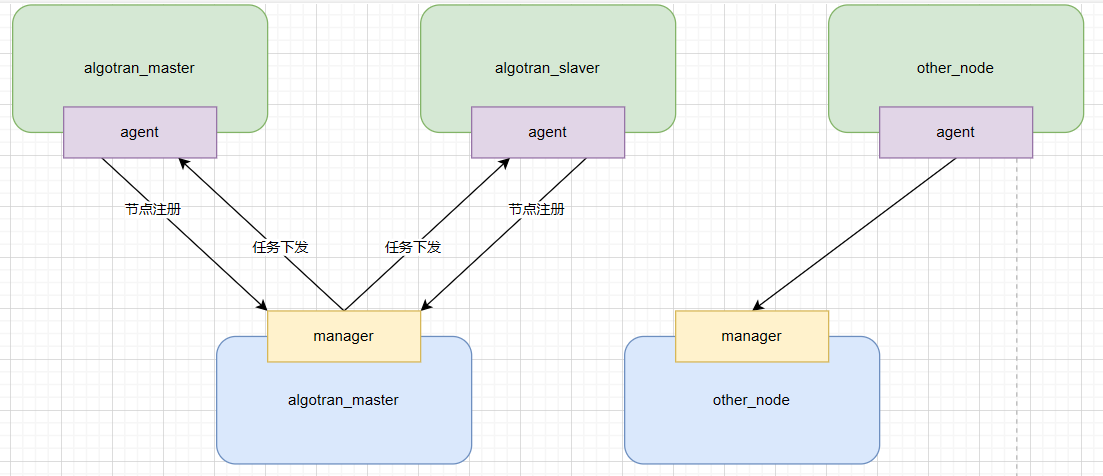 algotran_master
algotran_slaver
other_node
agent
agent
agent
节点注册
节点注册
任务下发
任务下发
manager
manager
algotran_master
other_node